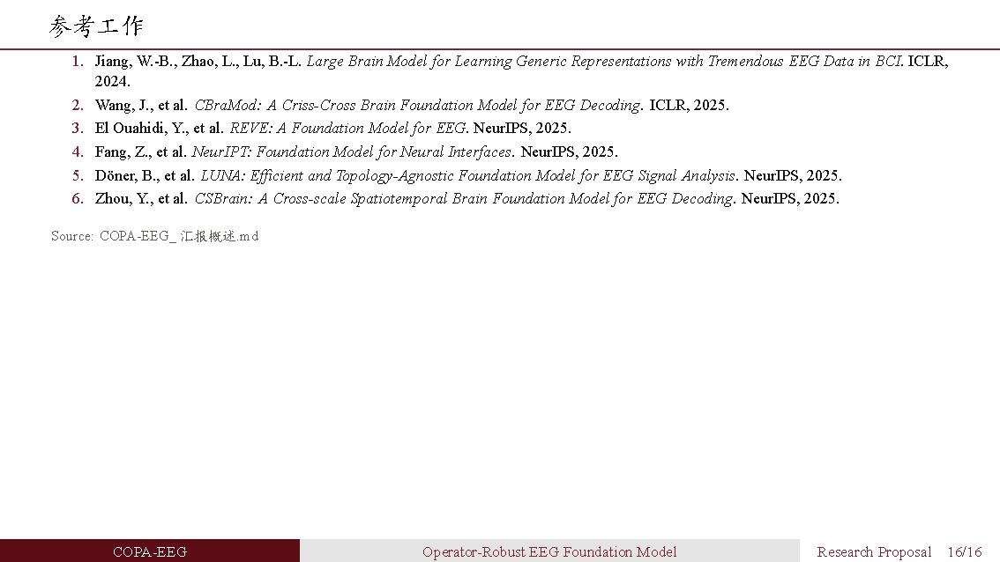 参考工作
1. Jiang, W.-B., Zhao, L., Lu, B.-L. Large Brain Model for Learning Generic Representations with Tremendous EEG Data in BCI. ICLR,
2024.
2. Wang, J., et al. CBraMod: A Criss-Cross Brain Foundation Model for EEG Decoding. ICLR, 2025.
3. El Ouahidi, Y., et al. REVE: A Foundation Model for EEG. NeurIPS, 2025.
4. Fang, Z., et al. NeurIPT: Foundation Model for Neural Interfaces. NeurIPS, 2025.
5. Döner, B., et al. LUNA: Efficient and Topology-Agnostic Foundation Model for EEG Signal Analysis. NeurIPS, 2025.
6. Zhou, Y., et al. CSBrain: A Cross-scale Spatiotemporal Brain Foundation Model for EEG Decoding. NeurIPS, 2025.
Source: COPA-EEG_ 汇报概述.md
COPA-EEG Operator-Robust EEG Foundation Model Research Proposal 16/16